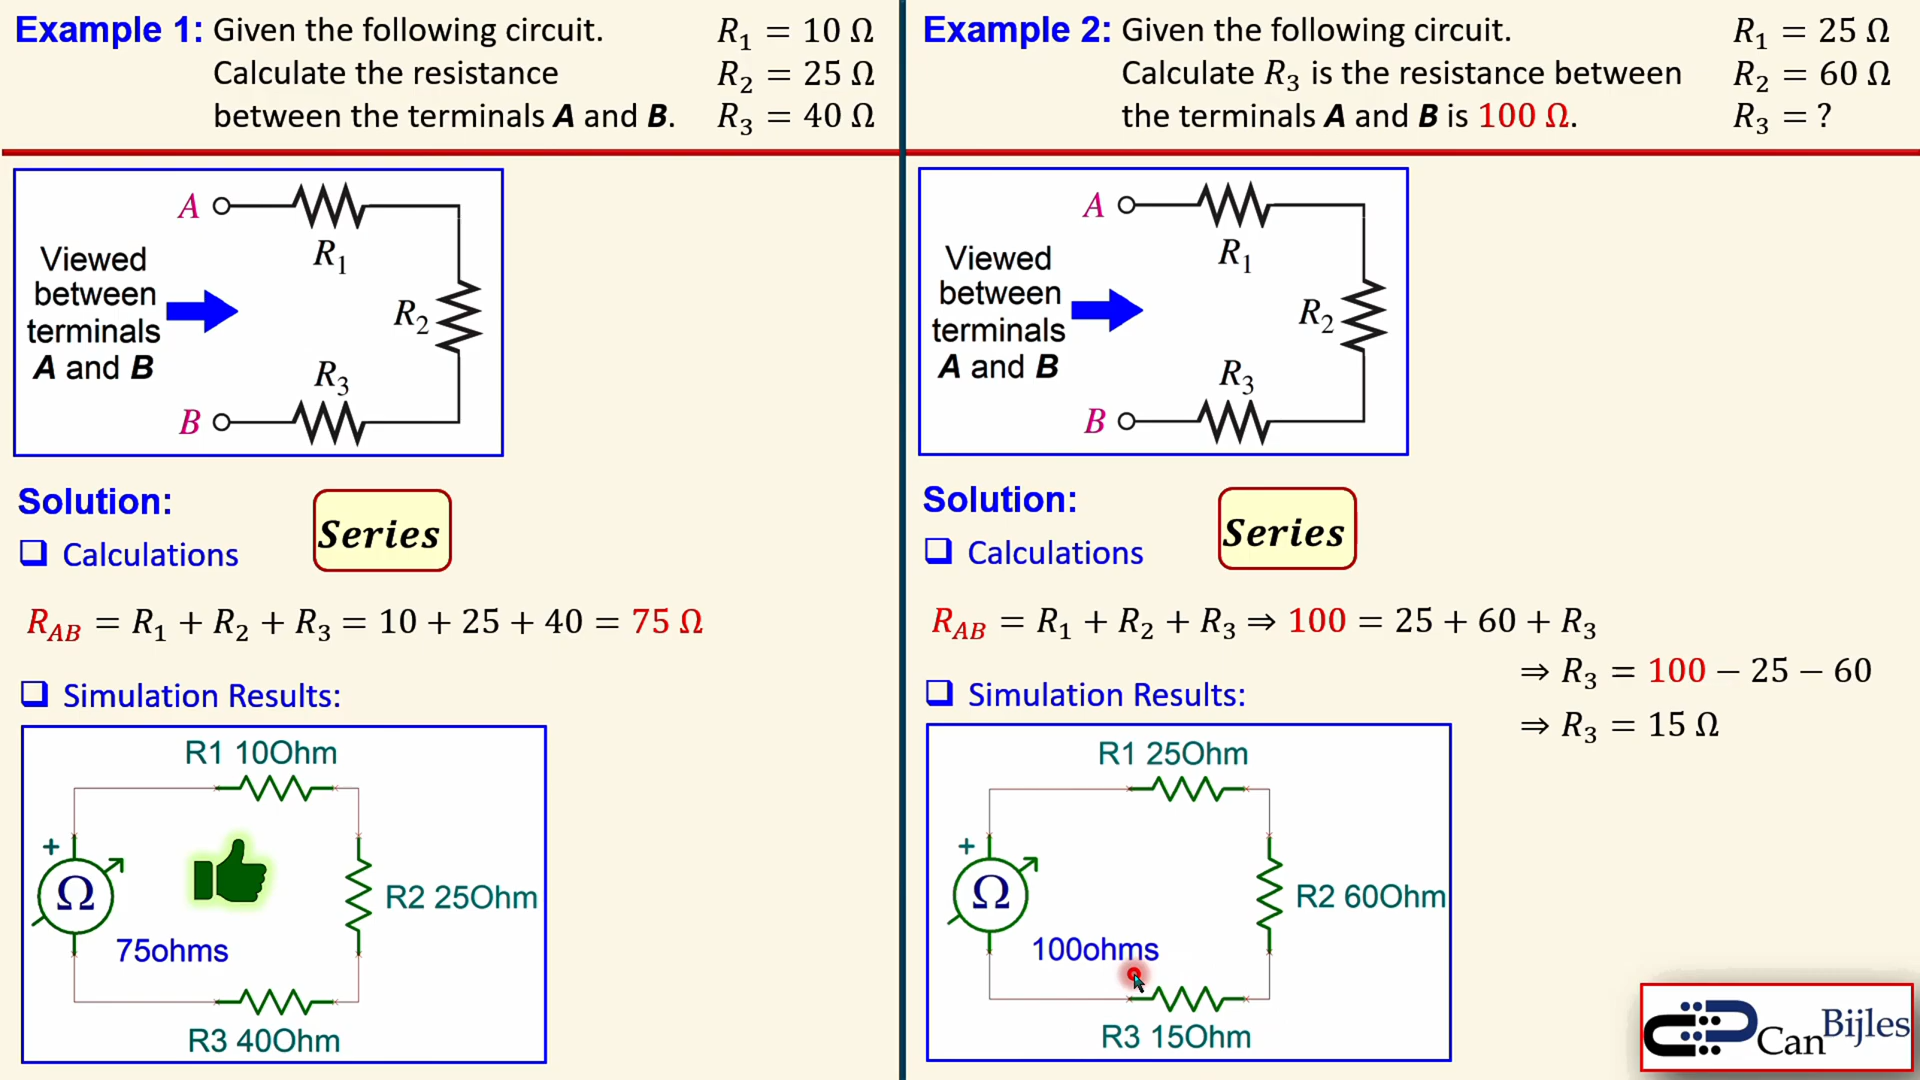 Example 1: Given the following circuit.
Calculate the resistance
between the terminals A and B.
R₁ = 10 Ω
R₂ = 25 Ω
R₃ = 40 Ω
A
R₁
Viewed
between
terminals
A and B
R₂
R₃
B
Solution:
Series
❑ Calculations
R_AB = R₁ + R₂ + R₃ = 10 + 25 + 40 = 75 Ω
❑ Simulation Results:
R1 10Ohm
+
Ω
R2 25Ohm
75ohms
R3 40Ohm
Example 2: Given the following circuit.
Calculate R₃ is the resistance between
the terminals A and B is 100 Ω.
R₁ = 25 Ω
R₂ = 60 Ω
R₃ = ?
A
R₁
Viewed
between
terminals
A and B
R₂
R₃
B
Solution:
Series
❑ Calculations
R_AB = R₁ + R₂ + R₃ ⇒ 100 = 25 + 60 + R₃
⇒ R₃ = 100 − 25 − 60
⇒ R₃ = 15 Ω
❑ Simulation Results:
R1 25Ohm
+
Ω
R2 60Ohm
100ohms
R3 15Ohm
CanBijles